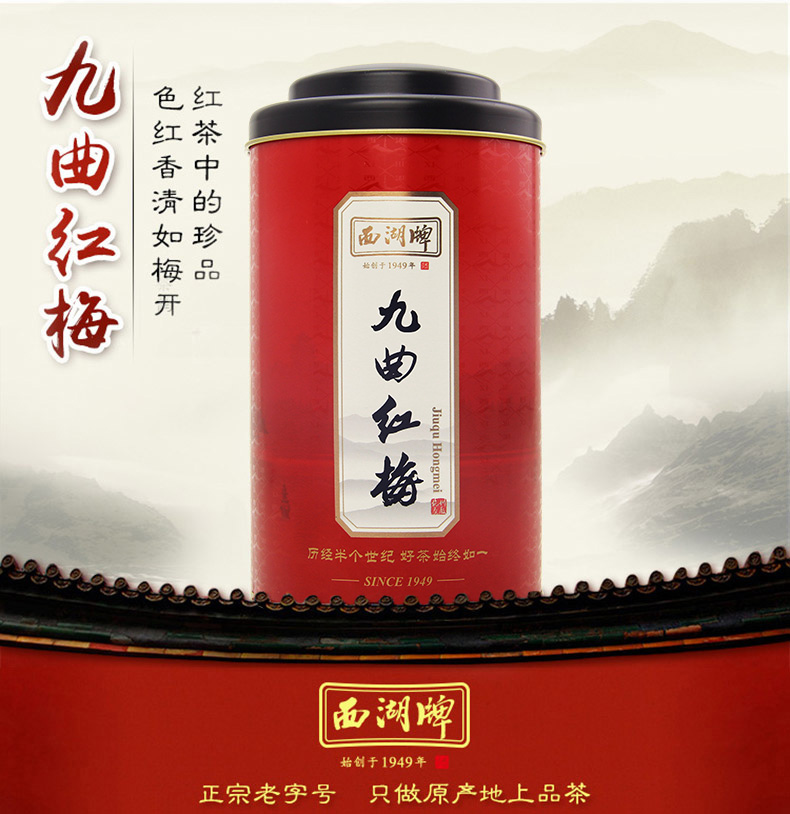 九曲红梅
红茶中的珍品
色红香清如梅开
西湖牌
始创于1949年
九曲红梅
Jiuqu Hongmei
历经半个世纪 好茶始终如一
SINCE 1949
西湖牌
始创于1949年
正宗老字号 只做原产地上品茶